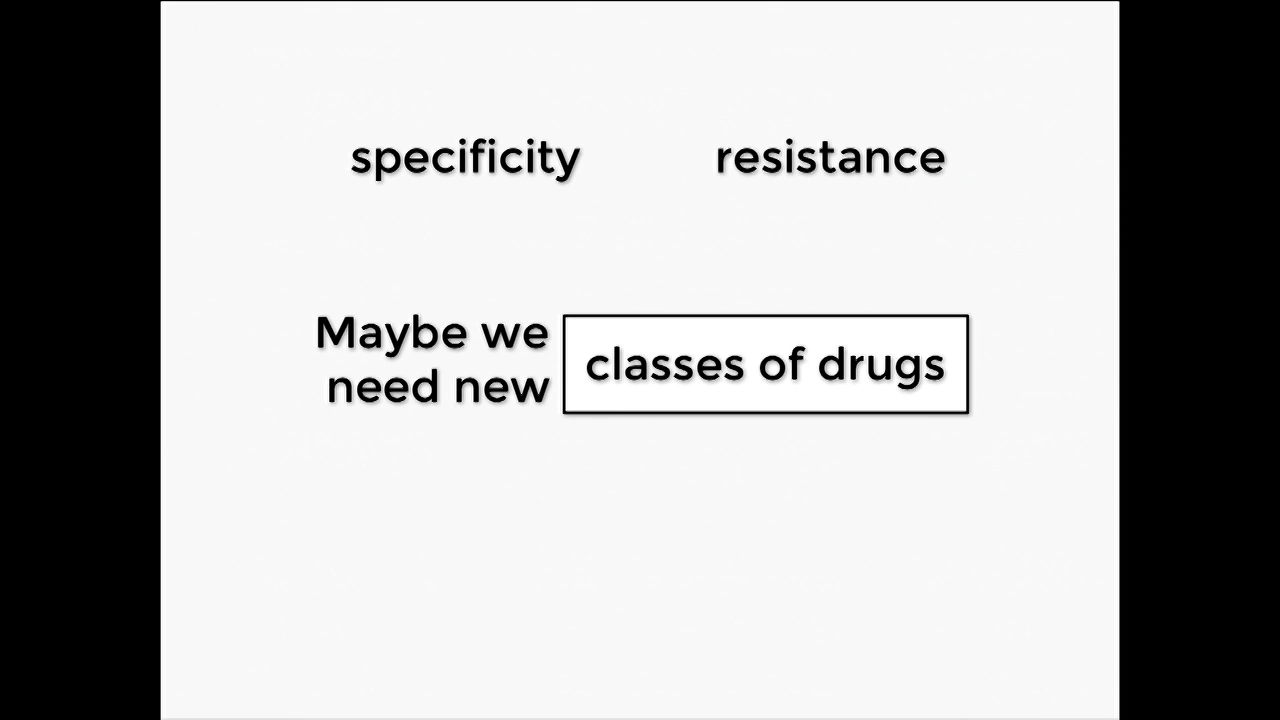 specificity resistance
Maybe we
need new
classes of drugs